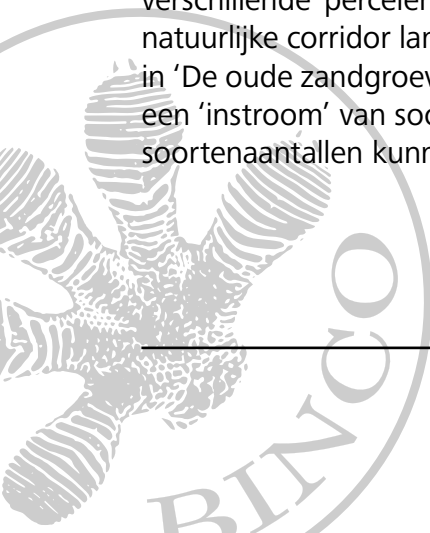 verschillende percelen
natuurlijke corridor lan
in ‘De oude zandgroev
een ‘instroom’ van soo
soortenaantallen kunn
BINCO